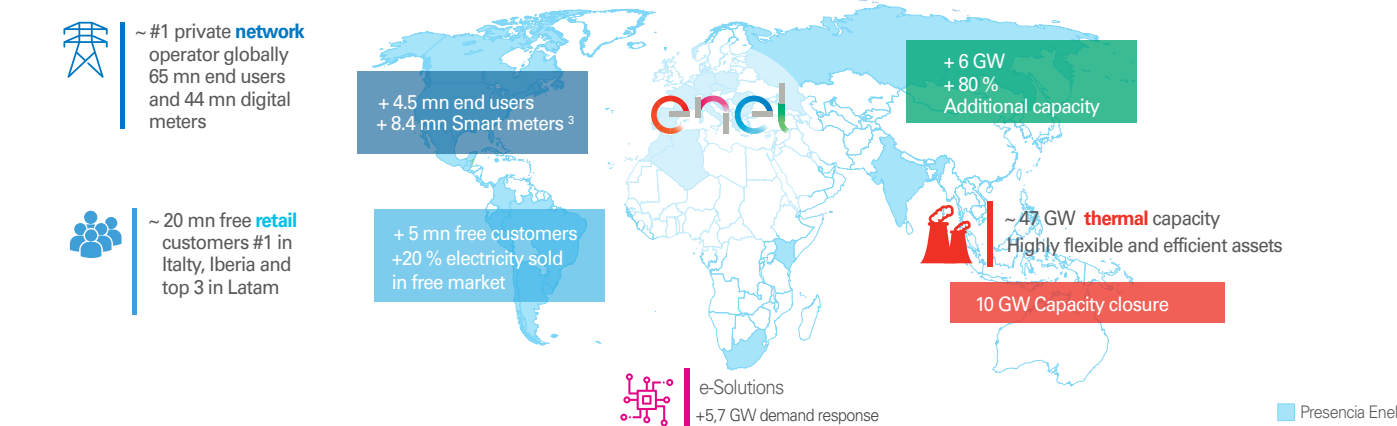 ~ #1 private network
operator globally
65 mn end users
and 44 mn digital
meters
+ 4.5 mn end users
+ 8.4 mn Smart meters 3
enel
+ 6 GW
+ 80 %
Additional capacity
~ 20 mn free retail
customers #1 in
Italty, Iberia and
top 3 in Latam
+ 5 mn free customers
+20 % electricity sold
in free market
~ 47 GW thermal capacity
Highly flexible and efficient assets
10 GW Capacity closure
e-Solutions
+5,7 GW demand response
Presencia Enel